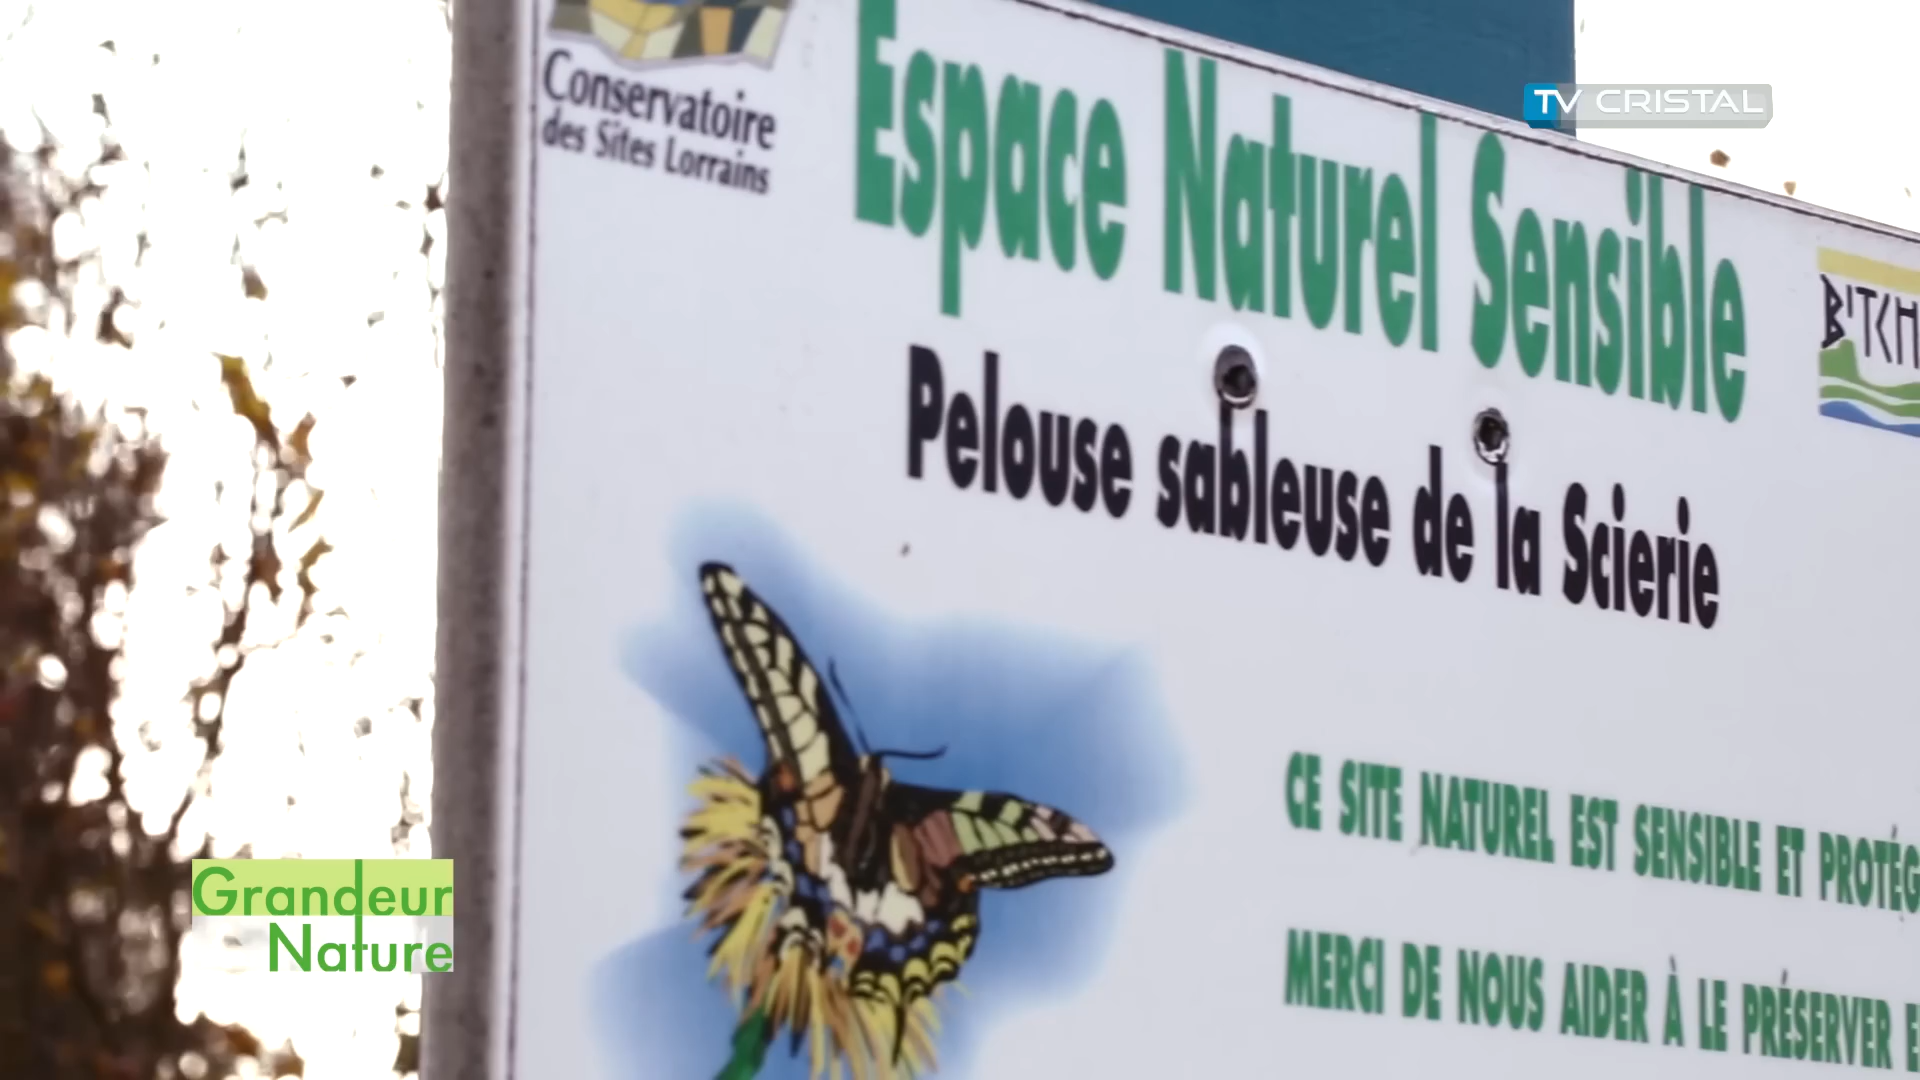 Conservatoire
des Sites Lorrains
Espace Naturel Sensible
TV CRISTAL
Pelouse sableuse de la Scierie
CE SITE NATUREL EST SENSIBLE ET
MERCI DE NOUS AIDER À LE PRÉSERVER
Grandeur
Nature